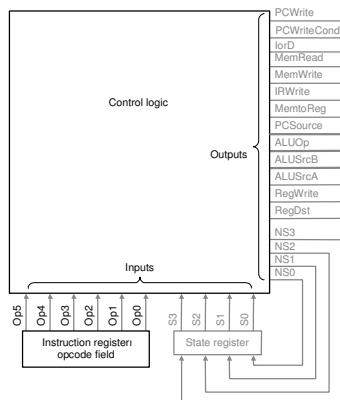 PCWrite
PCWriteCond
IorD
MemRead
MemWrite
Control logic
IRWrite
MemtoReg
PCSource
Outputs
ALUOp
ALUSrcB
ALUSrcA
RegWrite
RegDst
NS3
NS2
NS1
NS0
Inputs
Op5
Op4
Op3
Op2
Op1
Op0
S3
S2
S1
S0
Instruction register
opcode field
State register